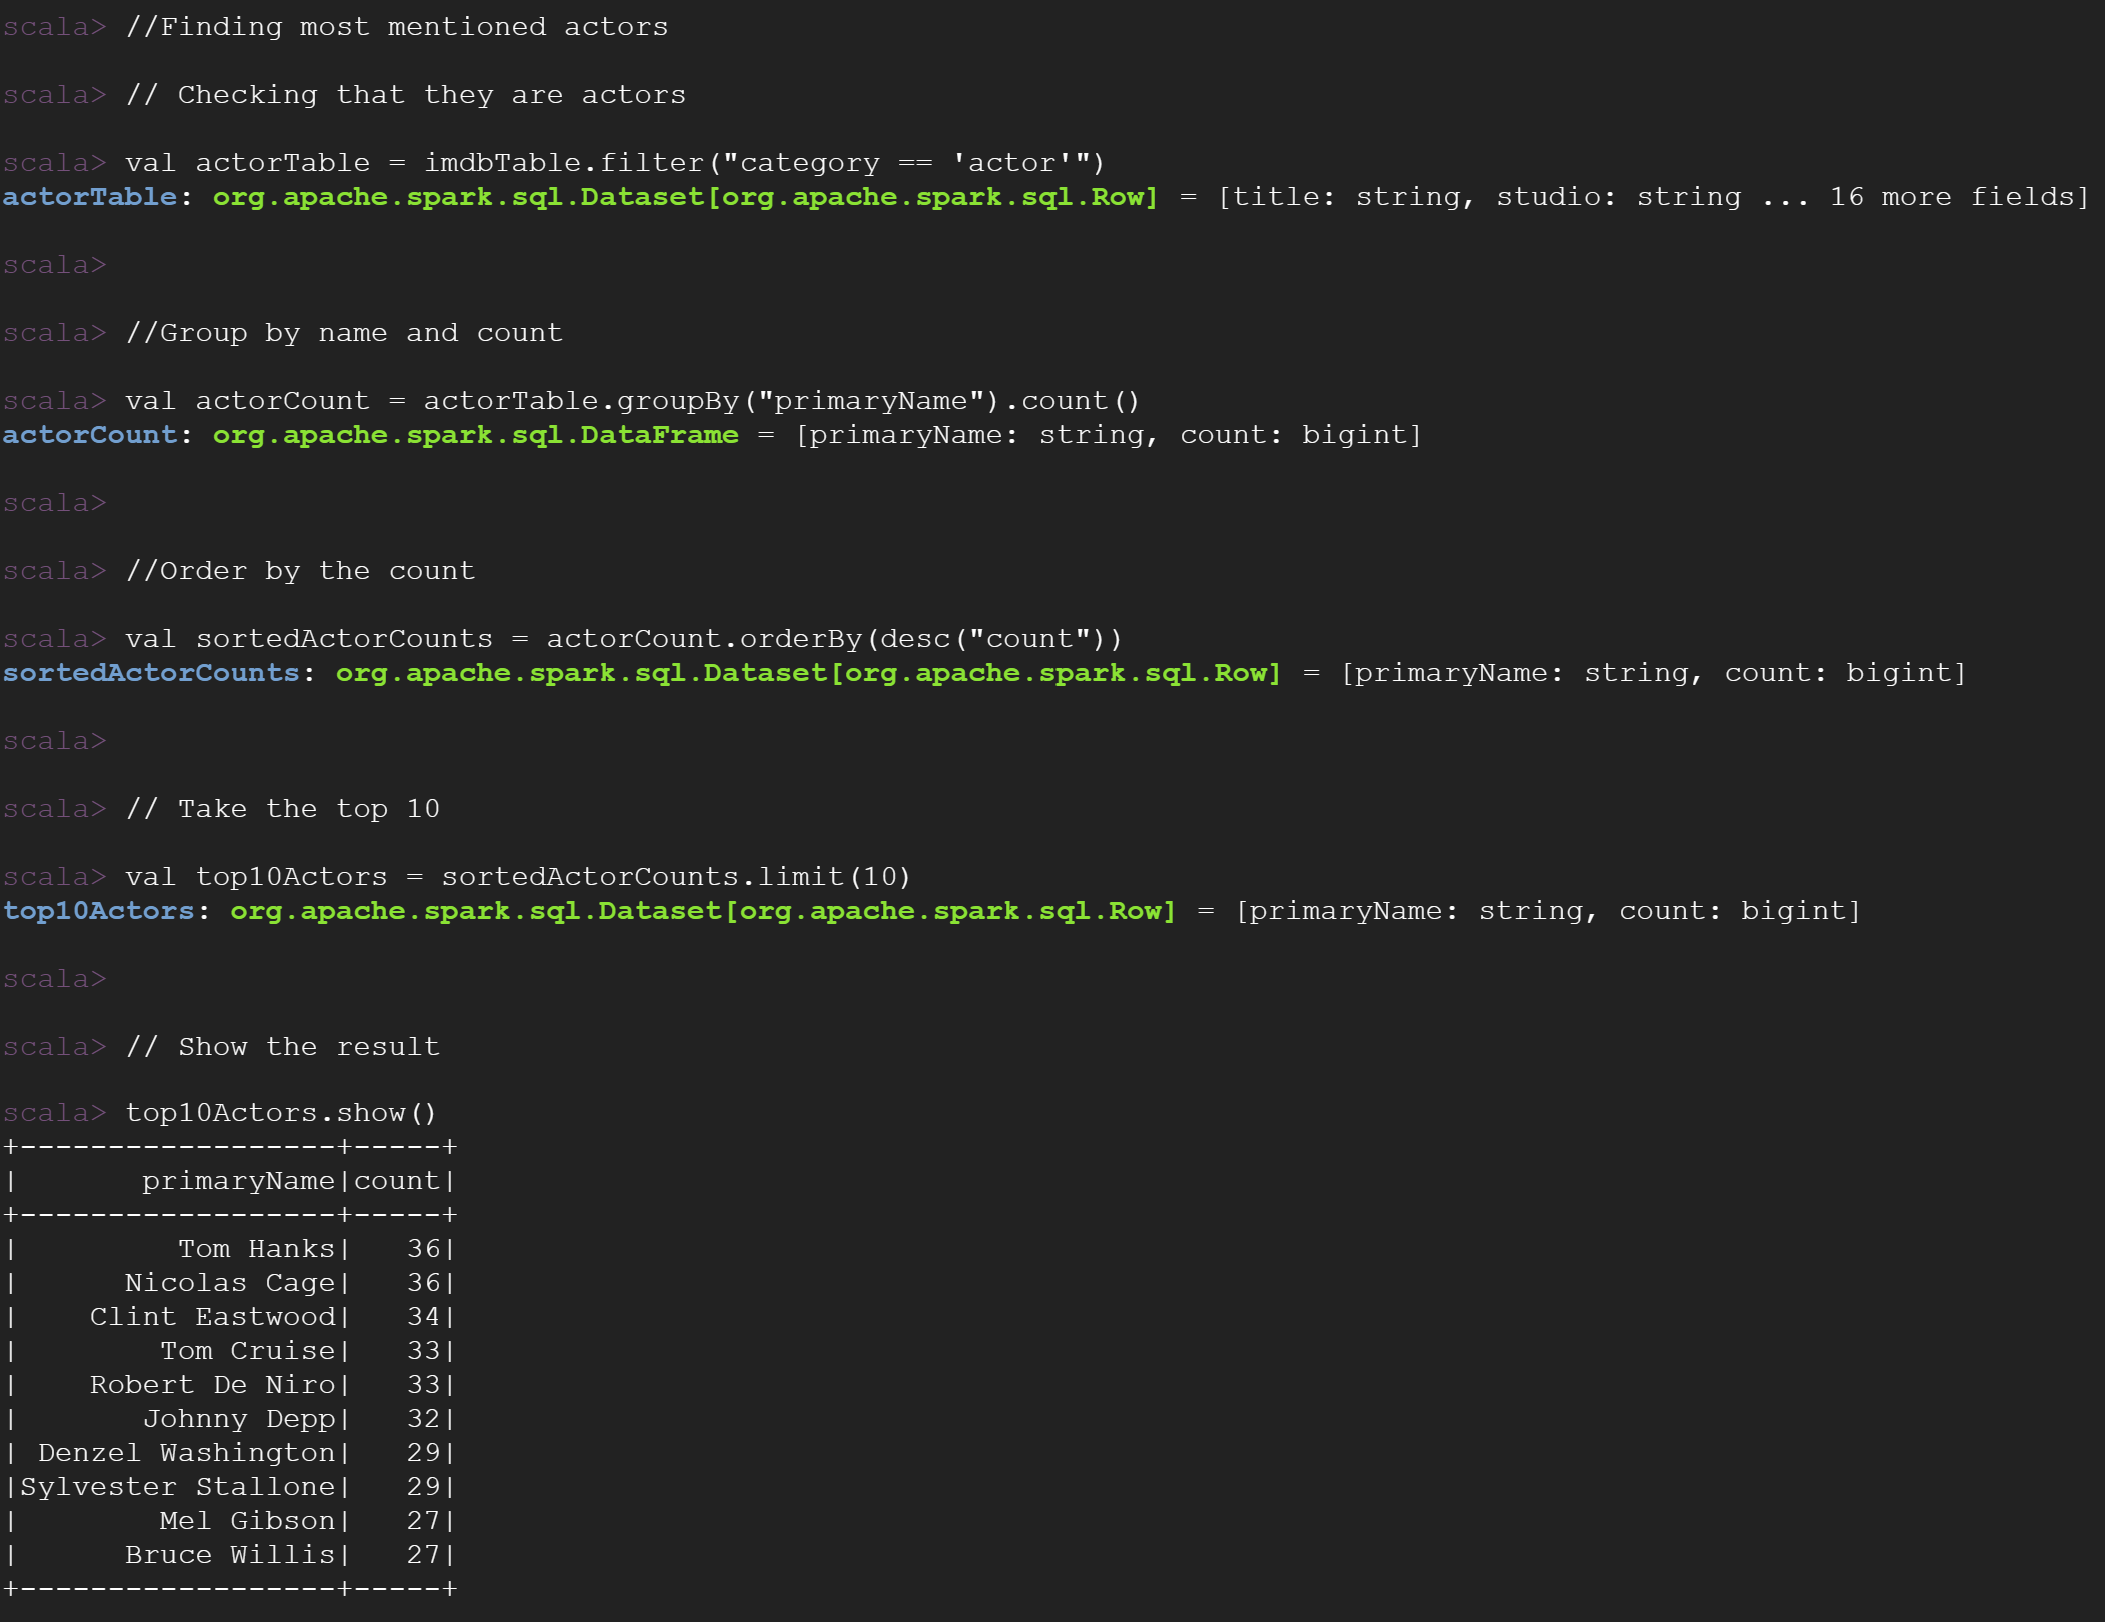 scala> //Finding most mentioned actors
scala> // Checking that they are actors
scala> val actorTable = imdbTable.filter("category == 'actor'")
actorTable: org.apache.spark.sql.Dataset[org.apache.spark.sql.Row] = [title: string, studio: string ... 16 more fields]
scala>
scala> //Group by name and count
scala> val actorCount = actorTable.groupBy("primaryName").count()
actorCount: org.apache.spark.sql.DataFrame = [primaryName: string, count: bigint]
scala>
scala> //Order by the count
scala> val sortedActorCounts = actorCount.orderBy(desc("count"))
sortedActorCounts: org.apache.spark.sql.Dataset[org.apache.spark.sql.Row] = [primaryName: string, count: bigint]
scala>
scala> // Take the top 10
scala> val top10Actors = sortedActorCounts.limit(10)
top10Actors: org.apache.spark.sql.Dataset[org.apache.spark.sql.Row] = [primaryName: string, count: bigint]
scala>
scala> // Show the result
scala> top10Actors.show()
+------------------+-----+
|       primaryName|count|
+------------------+-----+
|         Tom Hanks|   36|
|      Nicolas Cage|   36|
|    Clint Eastwood|   34|
|        Tom Cruise|   33|
|    Robert De Niro|   33|
|       Johnny Depp|   32|
| Denzel Washington|   29|
|Sylvester Stallone|   29|
|        Mel Gibson|   27|
|      Bruce Willis|   27|
+------------------+-----+